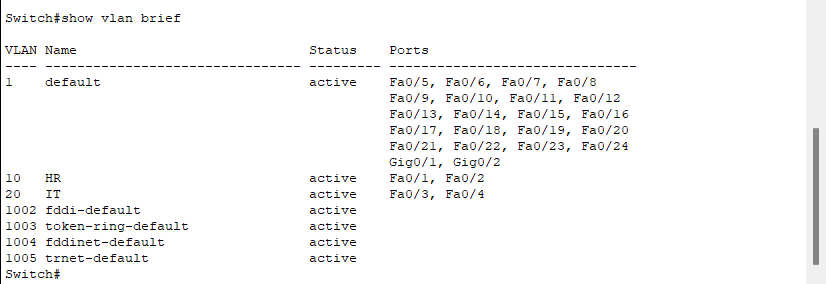 Switch#show vlan brief
VLAN Name                             Status    Ports
---- -------------------------------- --------- -------------------------------
1    default                          active    Fa0/5, Fa0/6, Fa0/7, Fa0/8
                                                Fa0/9, Fa0/10, Fa0/11, Fa0/12
                                                Fa0/13, Fa0/14, Fa0/15, Fa0/16
                                                Fa0/17, Fa0/18, Fa0/19, Fa0/20
                                                Fa0/21, Fa0/22, Fa0/23, Fa0/24
                                                Gig0/1, Gig0/2
10   HR                               active    Fa0/1, Fa0/2
20   IT                               active    Fa0/3, Fa0/4
1002 fddi-default                     active
1003 token-ring-default               active
1004 fddinet-default                  active
1005 trnet-default                    active
Switch#